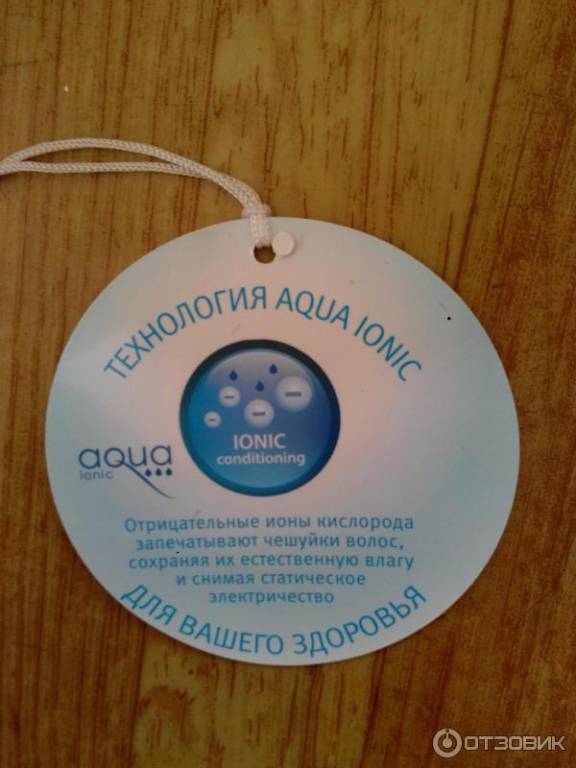 ТЕХНОЛОГИЯ AQUA IONIC
IONIC
conditioning
aqua
ionic
Отрицательные ионы кислорода
запечатывают чешуйки волос,
сохраняя их естественную влагу
и снимая статическое
электричество
ДЛЯ ВАШЕГО ЗДОРОВЬЯ
ОТЗОВИК